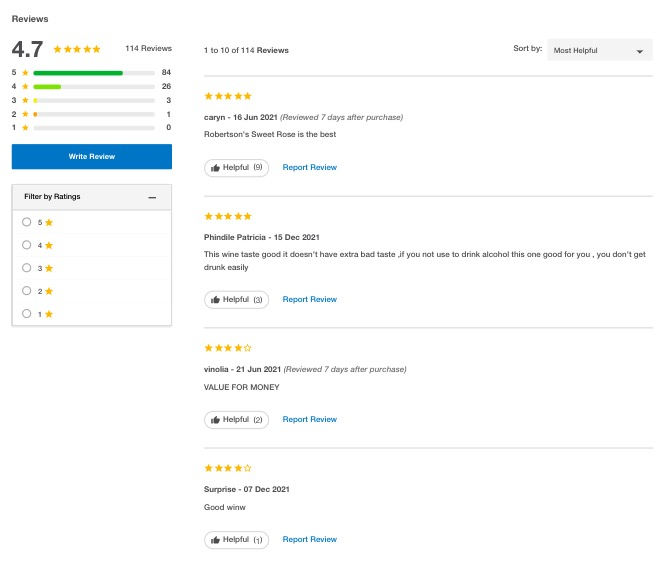 Reviews
4.7 114 Reviews
5 84
4 26
3 3
2 1
1 0
Write Review
Filter by Ratings
5
4
3
2
1
1 to 10 of 114 Reviews
Sort by: Most Helpful
caryn - 16 Jun 2021 (Reviewed 7 days after purchase)
Robertson's Sweet Rose is the best
Helpful (9) Report Review
Phindile Patricia - 15 Dec 2021
This wine taste good it doesn't have extra bad taste ,if you not use to drink alcohol this one good for you , you don't get
drunk easily
Helpful (3) Report Review
vinolia - 21 Jun 2021 (Reviewed 7 days after purchase)
VALUE FOR MONEY
Helpful (2) Report Review
Surprise - 07 Dec 2021
Good winw
Helpful (1) Report Review